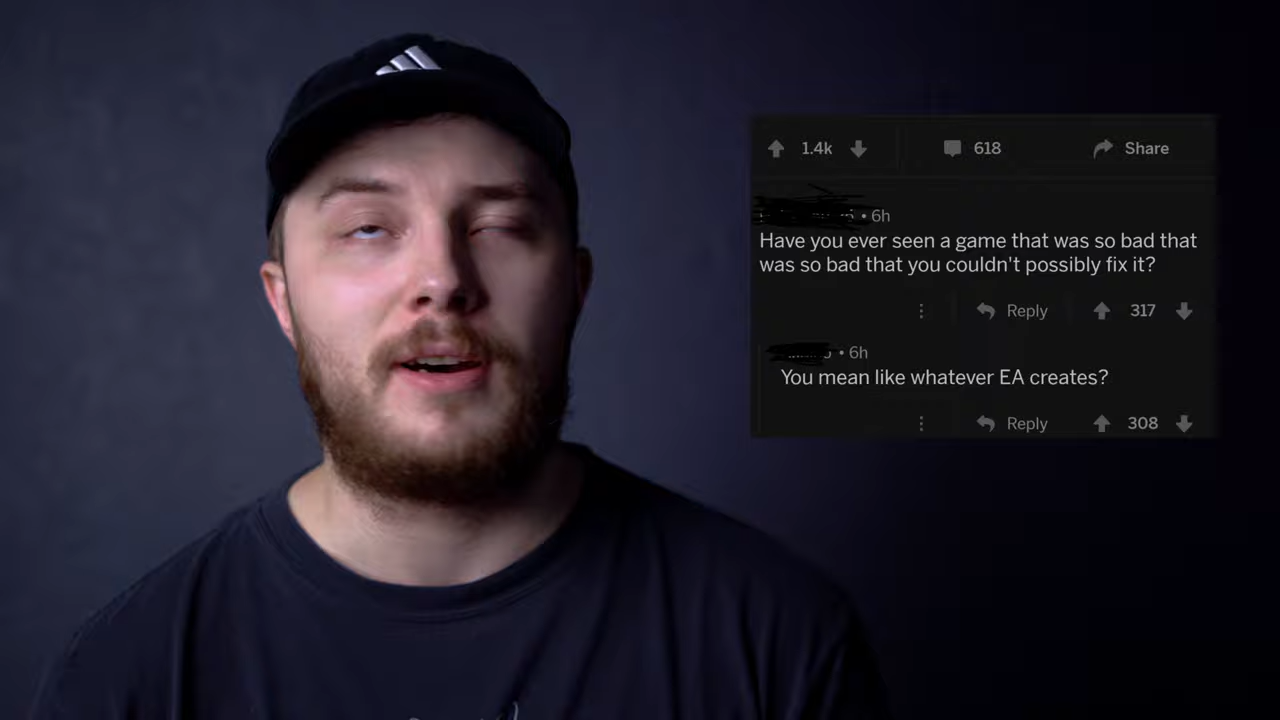 1.4k 618 Share
• 6h
Have you ever seen a game that was so bad that
was so bad that you couldn't possibly fix it?
Reply 317
• 6h
You mean like whatever EA creates?
Reply 308